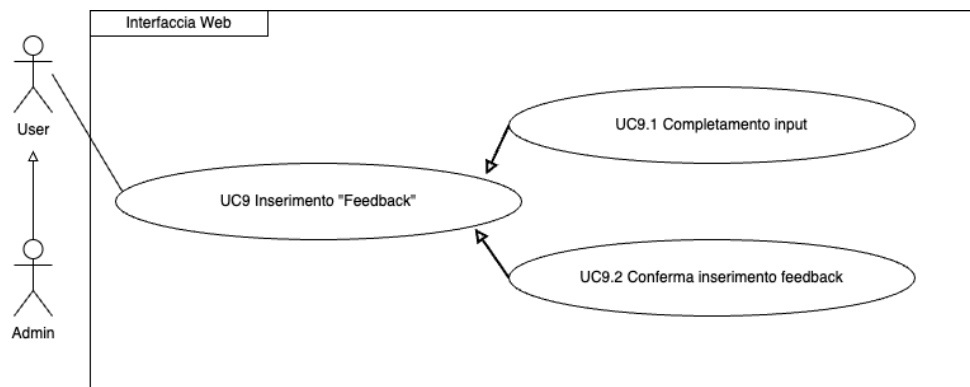 Interfaccia Web
User
UC9.1 Completamento input
UC9 Inserimento "Feedback"
UC9.2 Conferma inserimento feedback
Admin